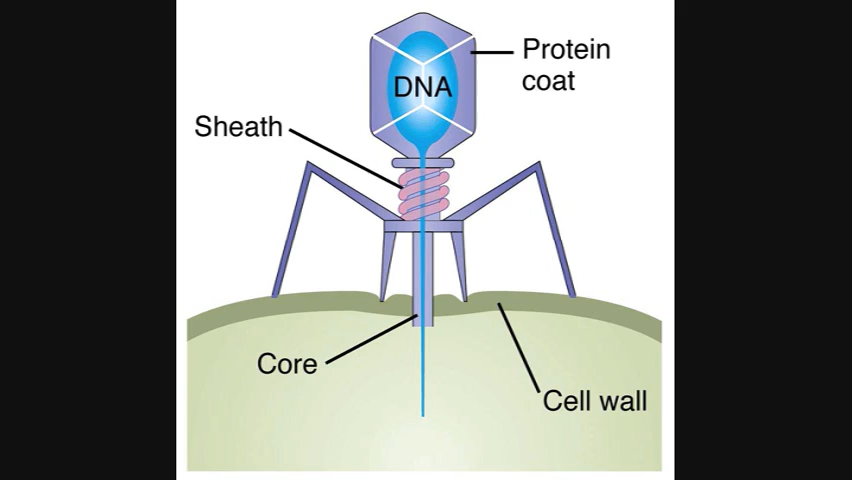 Protein
coat
DNA
Sheath
Core
Cell wall